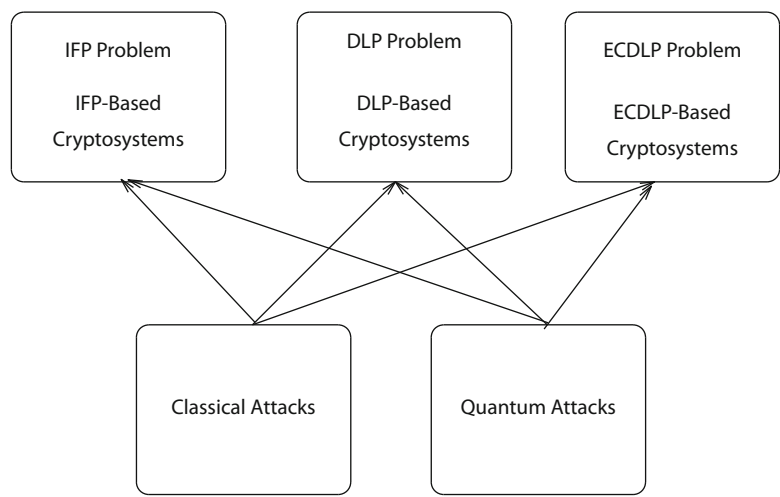 IFP Problem
IFP-Based
Cryptosystems
DLP Problem
DLP-Based
Cryptosystems
ECDLP Problem
ECDLP-Based
Cryptosystems
Classical Attacks
Quantum Attacks